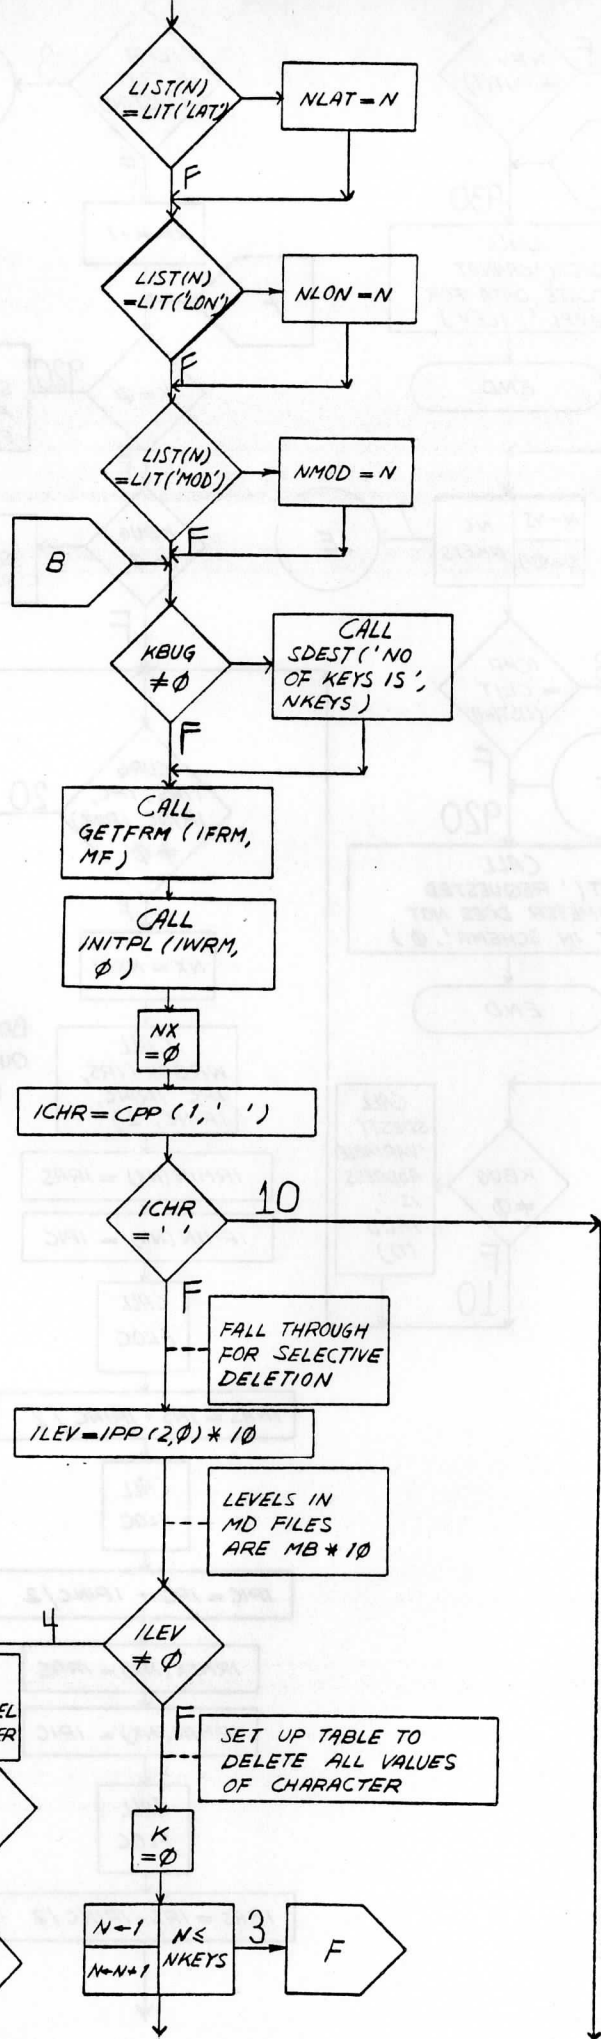 LIST(N)
=LIT('LAT')
NLAT=N
F
LIST(N)
=LIT('LON')
NLON=N
F
LIST(N)
=LIT('MOD')
NMOD=N
F
B
KBUG
≠Ø
CALL
SDEST('NO
OF KEYS IS',
NKEYS)
F
CALL
GETFRM (IFRM,
MF)
CALL
INITPL (IWRM,
Ø)
NX
=Ø
ICHR=CPP (1,' ')
ICHR
=' '
10
F
FALL THROUGH
FOR SELECTIVE
DELETION
ILEV=IPP(2,Ø)*1Ø
LEVELS IN
MD FILES
ARE MB*1Ø
4
ILEV
≠Ø
F
SET UP TABLE TO
DELETE ALL VALUES
OF CHARACTER
K
=Ø
N←1
N←N+1
N≤
NKEYS
3
F